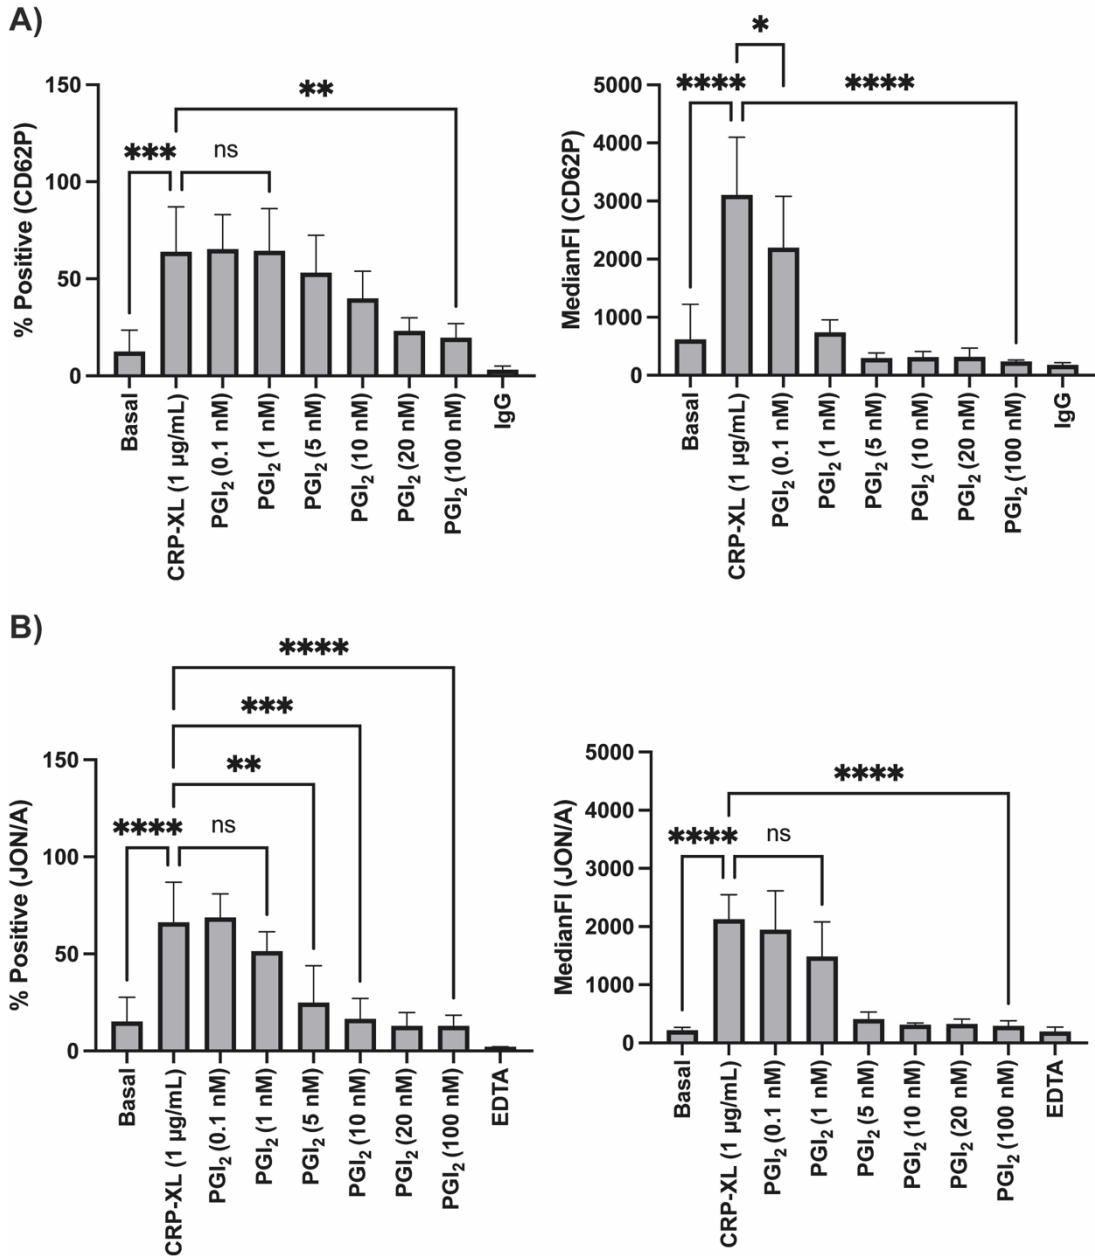 A)
**
***
ns
150
100
50
0
% Positive (CD62P)
Basal
CRP-XL (1 µg/mL)
PGI₂ (0.1 nM)
PGI₂ (1 nM)
PGI₂ (5 nM)
PGI₂ (10 nM)
PGI₂ (20 nM)
PGI₂ (100 nM)
IgG
*
****
****
5000
4000
3000
2000
1000
0
MedianFI (CD62P)
Basal
CRP-XL (1 µg/mL)
PGI₂ (0.1 nM)
PGI₂ (1 nM)
PGI₂ (5 nM)
PGI₂ (10 nM)
PGI₂ (20 nM)
PGI₂ (100 nM)
IgG
B)
****
***
**
****
ns
150
100
50
0
% Positive (JON/A)
Basal
CRP-XL (1 µg/mL)
PGI₂ (0.1 nM)
PGI₂ (1 nM)
PGI₂ (5 nM)
PGI₂ (10 nM)
PGI₂ (20 nM)
PGI₂ (100 nM)
EDTA
****
****
ns
5000
4000
3000
2000
1000
0
MedianFI (JON/A)
Basal
CRP-XL (1 µg/mL)
PGI₂ (0.1 nM)
PGI₂ (1 nM)
PGI₂ (5 nM)
PGI₂ (10 nM)
PGI₂ (20 nM)
PGI₂ (100 nM)
EDTA